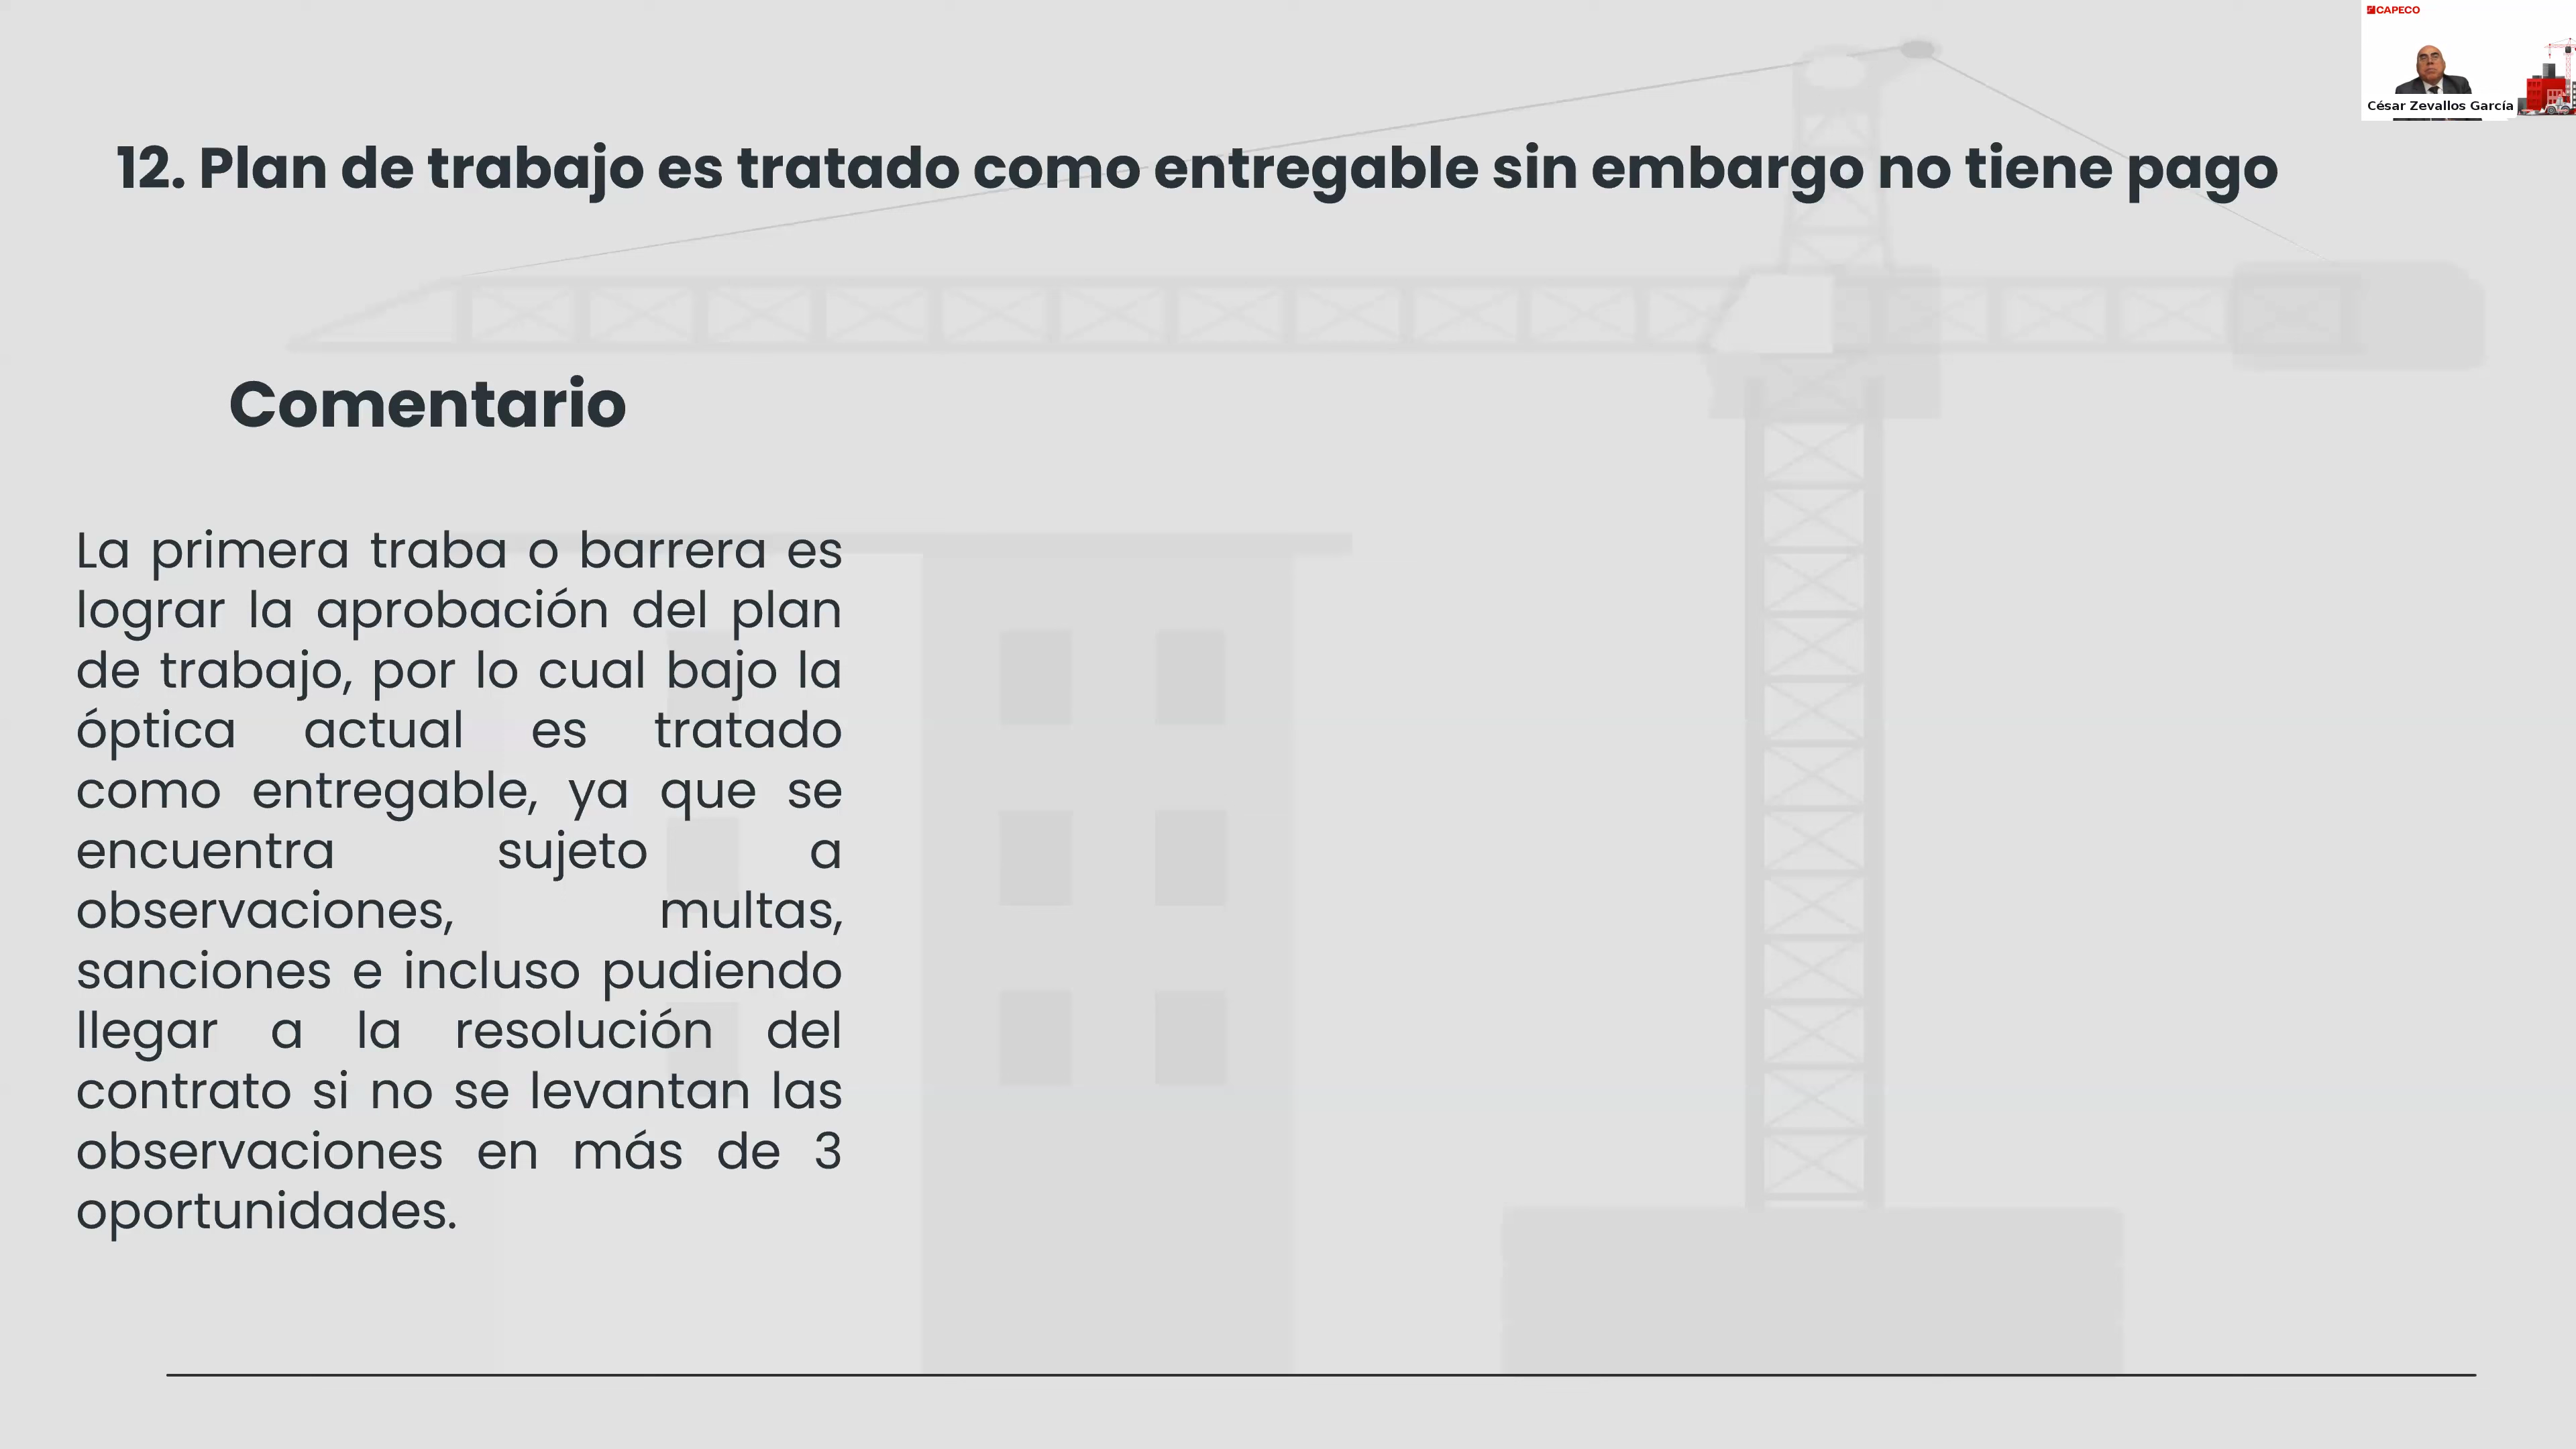 CAPECO
César Zevallos García
12. Plan de trabajo es tratado como entregable sin embargo no tiene pago
Comentario
La primera traba o barrera es
lograr la aprobación del plan
de trabajo, por lo cual bajo la
óptica actual es tratado
como entregable, ya que se
encuentra sujeto a
observaciones, multas,
sanciones e incluso pudiendo
llegar a la resolución del
contrato si no se levantan las
observaciones en más de 3
oportunidades.